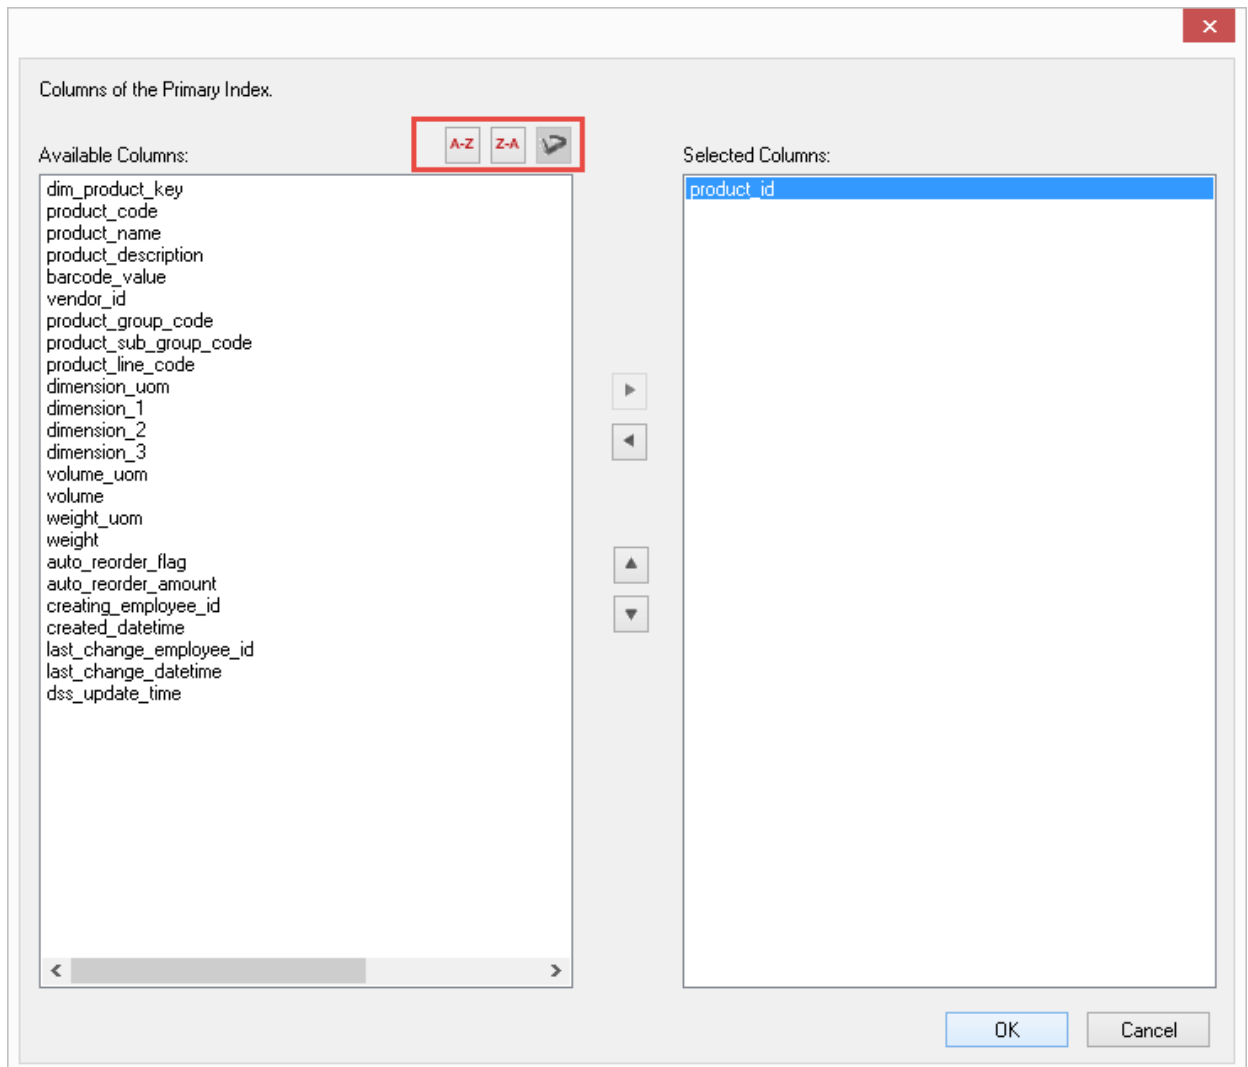 Columns of the Primary Index.
A-Z Z-A
Available Columns:
dim_product_key
product_code
product_name
product_description
barcode_value
vendor_id
product_group_code
product_sub_group_code
product_line_code
dimension_uom
dimension_1
dimension_2
dimension_3
volume_uom
volume
weight_uom
weight
auto_reorder_flag
auto_reorder_amount
creating_employee_id
created_datetime
last_change_employee_id
last_change_datetime
dss_update_time
Selected Columns:
product_id
OK Cancel